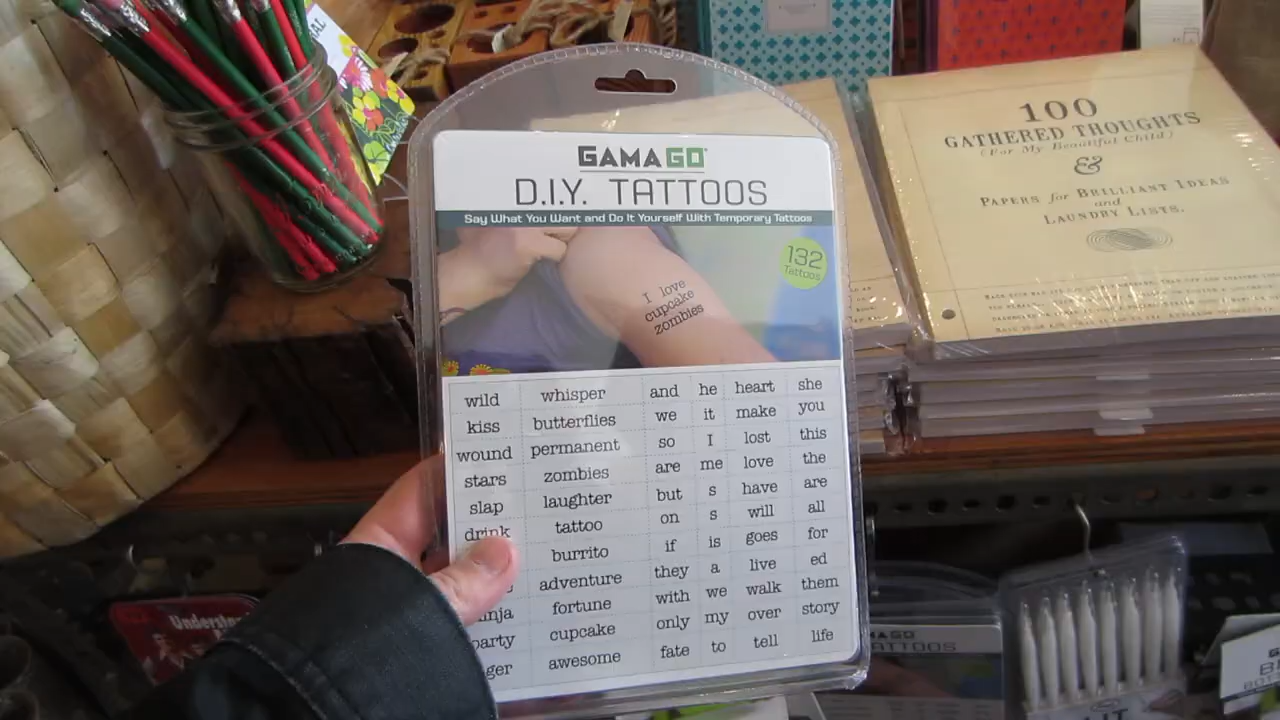 GAMAGO
D.I.Y. TATTOOS
Say What You Want and Do It Yourself With Temporary Tattoos
132
Tattoos
I love
cupcake
zombies
wild whisper and he heart she
kiss butterflies we it make you
wound permanent so I lost this
stars zombies are me love the
slap laughter but s have are
drink tattoo on s will all
burrito if is goes for
adventure they a live ed
fortune with we walk them
party cupcake only my over story
awesome fate to tell life
100
GATHERED THOUGHTS
(For My Beautiful Child)
&
PAPERS for BRILLIANT IDEAS
and
LAUNDRY LISTS.
GAMAGO